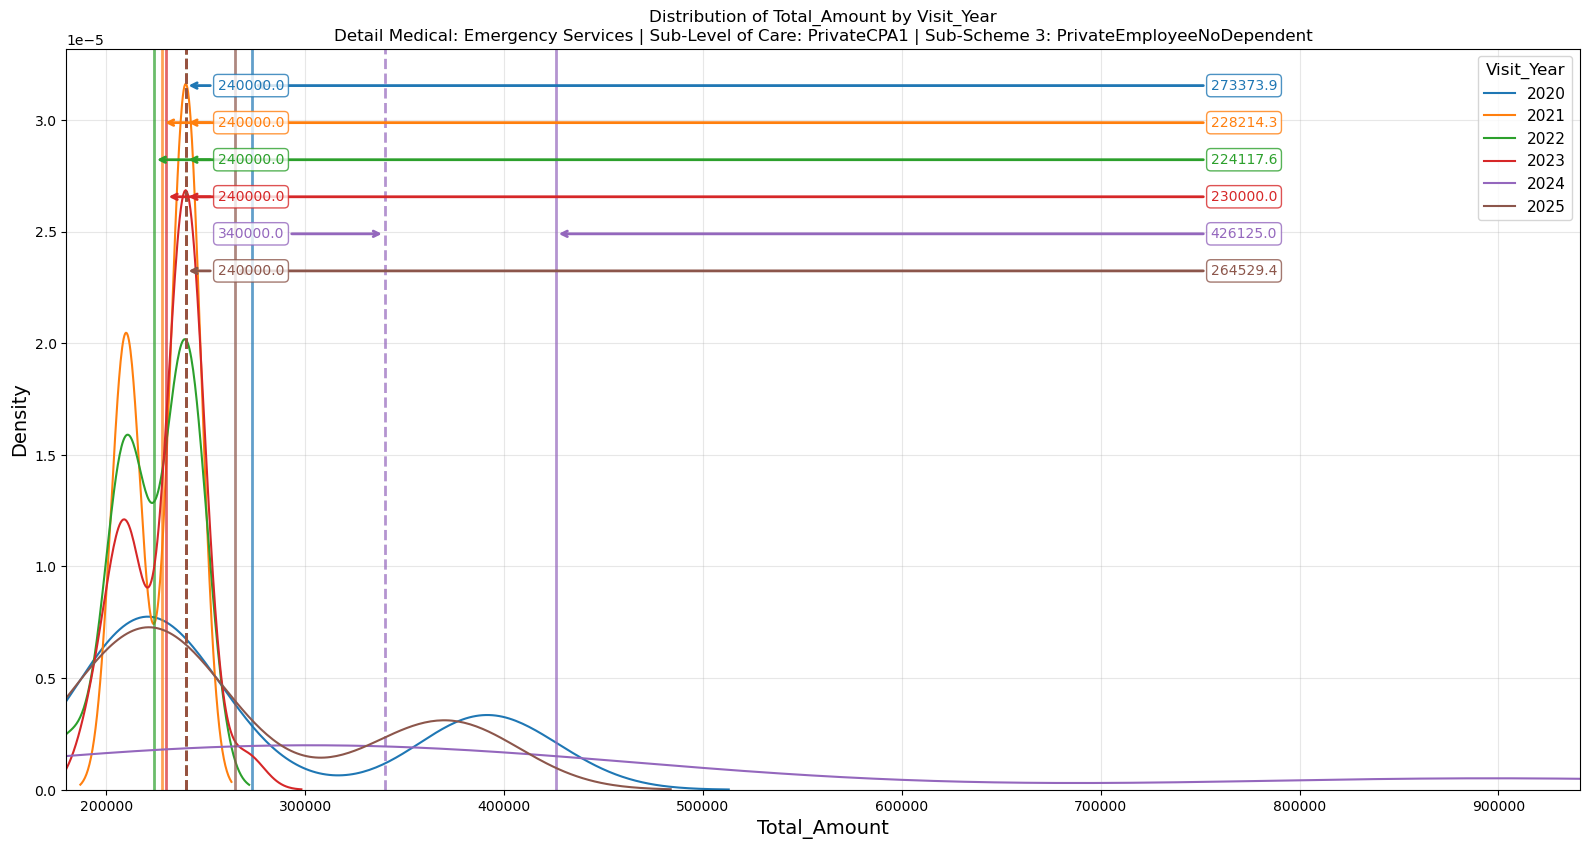 Distribution of Total_Amount by Visit_Year
Detail Medical: Emergency Services | Sub-Level of Care: PrivateCPA1 | Sub-Scheme 3: PrivateEmployeeNoDependent
1e−5
Visit_Year
2020
2021
2022
2023
2024
2025
240000.0 273373.9
240000.0 228214.3
240000.0 224117.6
240000.0 230000.0
340000.0 426125.0
240000.0 264529.4
3.0
2.5
2.0
1.5
1.0
0.5
0.0
Density
200000 300000 400000 500000 600000 700000 800000 900000
Total_Amount